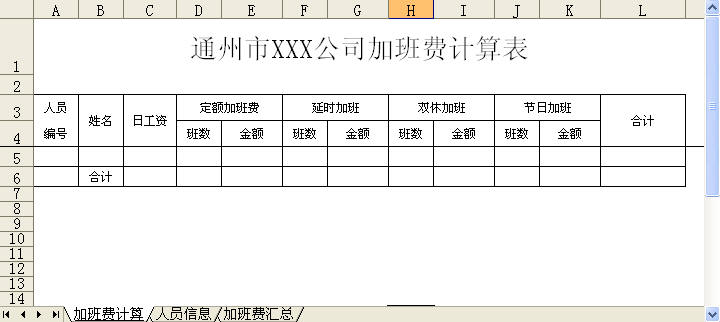 A B C D E F G H I J K L
1 通州市XXX公司加班费计算表
2
3 人员 姓名 日工资 定额加班费 延时加班 双休加班 节日加班 合计
4 编号 班数 金额 班数 金额 班数 金额 班数 金额
5
6 合计
7
8
9
10
11
12
13
14
加班费计算 人员信息 加班费汇总